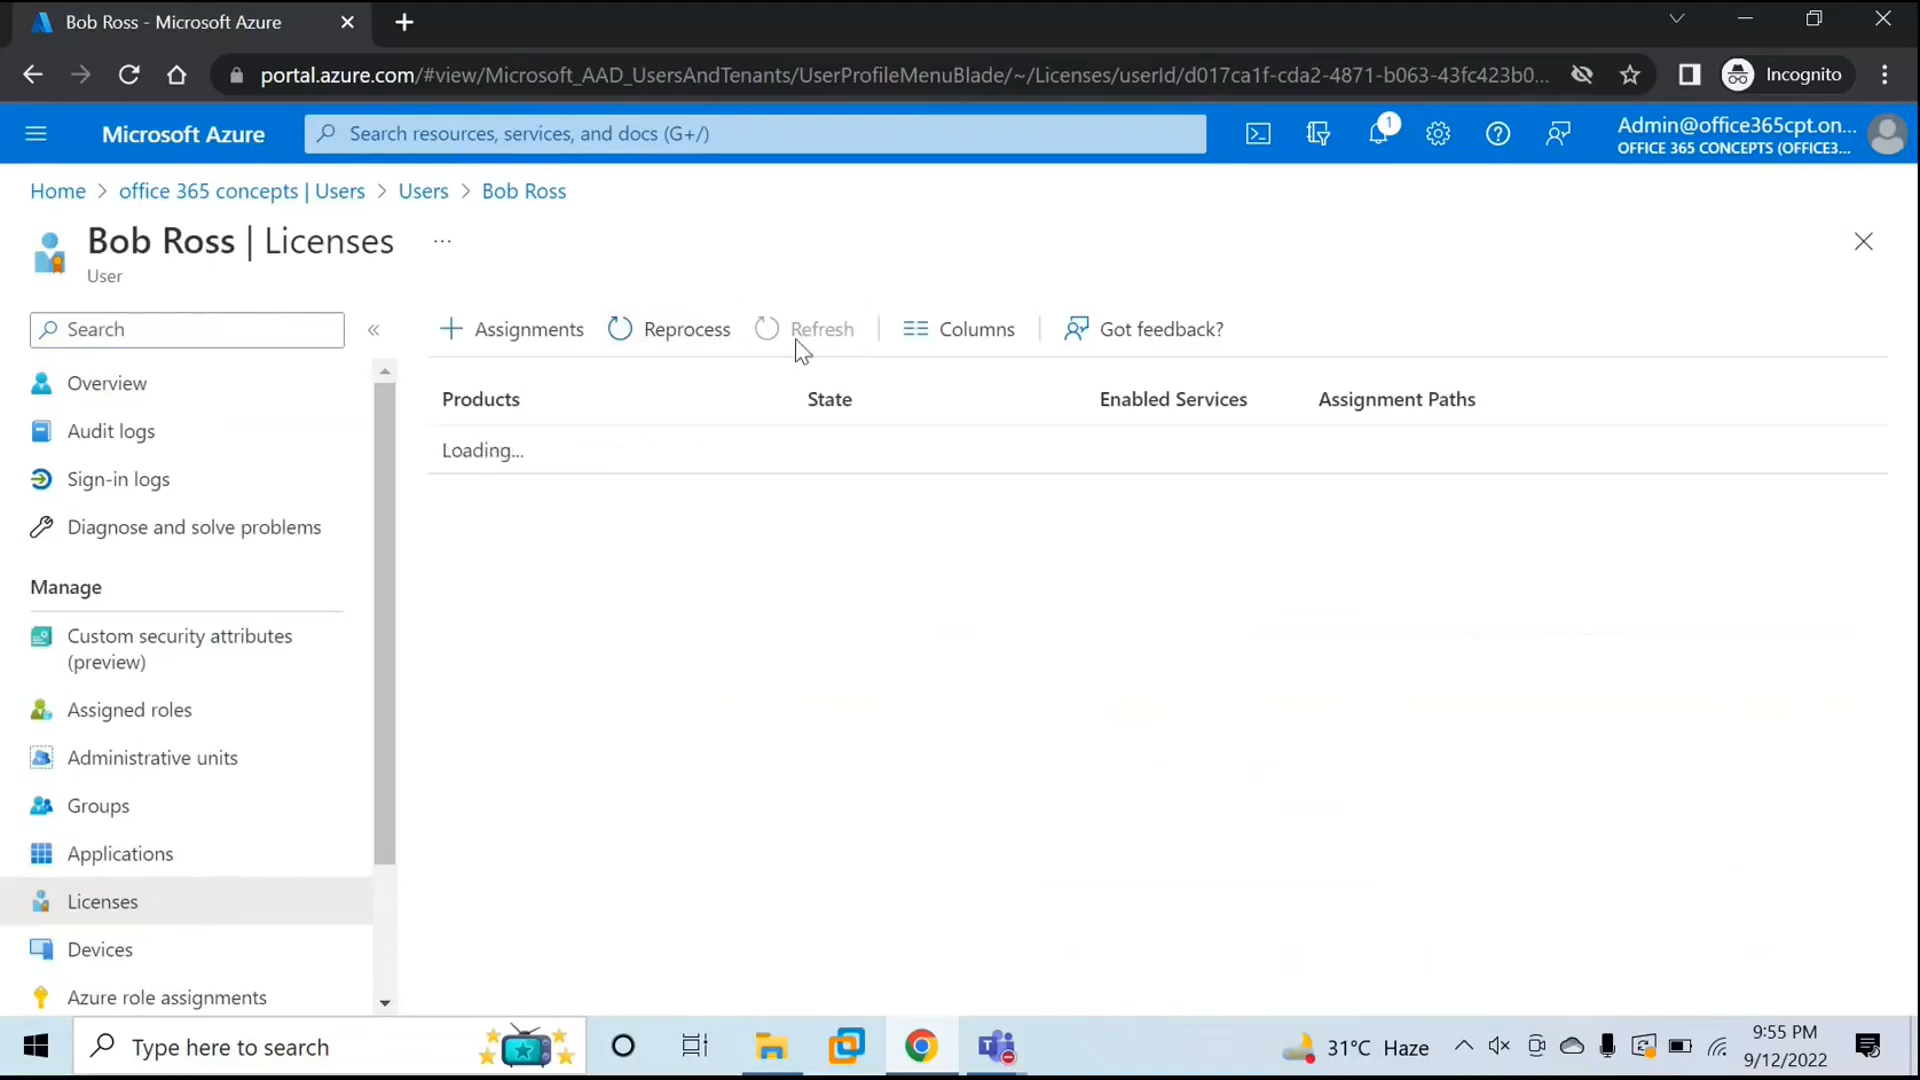 Bob Ross - Microsoft Azure
portal.azure.com/#view/Microsoft_AAD_UsersAndTenants/UserProfileMenuBlade/~/Licenses/userId/d017ca1f-cda2-4871-b063-43fc423b0...
Incognito
Microsoft Azure
Search resources, services, and docs (G+/)
1
Admin@office365cpt.on...
OFFICE 365 CONCEPTS (OFFICE3...
Home > office 365 concepts | Users > Users > Bob Ross
Bob Ross | Licenses ...
User
Search
«
Assignments
Reprocess
Refresh
Columns
Got feedback?
Products
State
Enabled Services
Assignment Paths
Loading...
Overview
Audit logs
Sign-in logs
Diagnose and solve problems
Manage
Custom security attributes
(preview)
Assigned roles
Administrative units
Groups
Applications
Licenses
Devices
Azure role assignments
Type here to search
31°C Haze
9:55 PM
9/12/2022